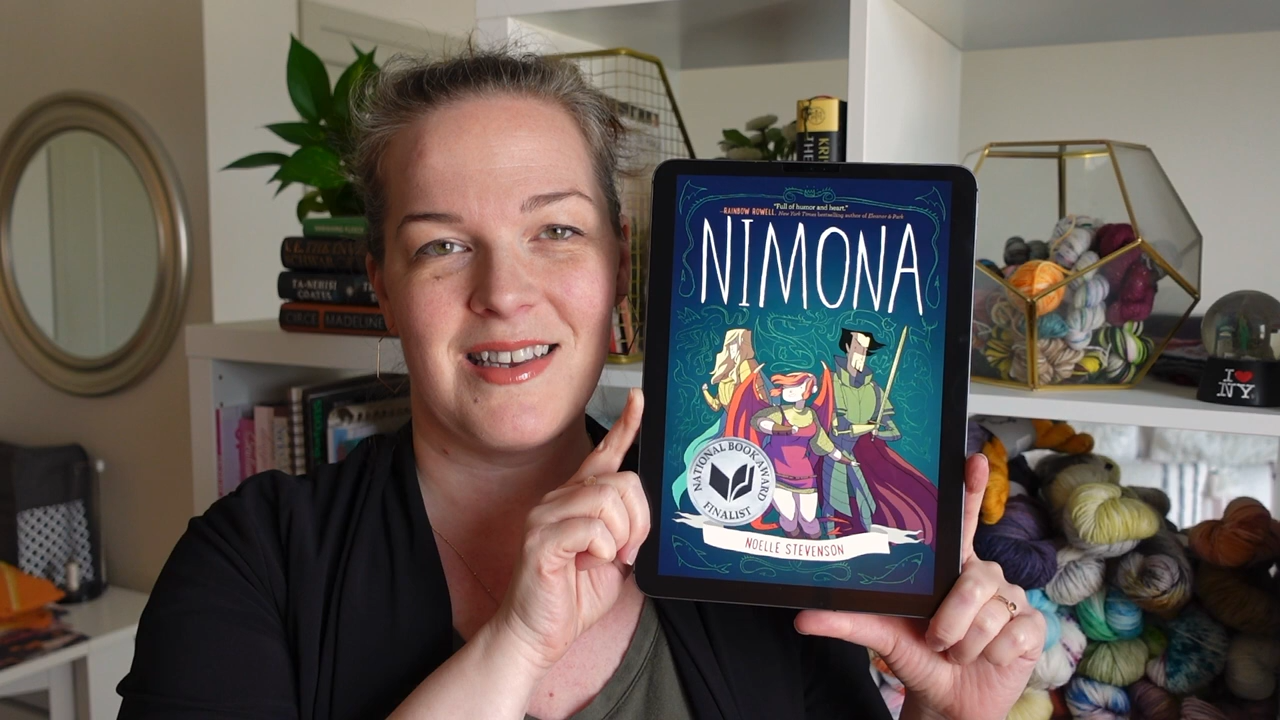 "Full of humor and heart."
—RAINBOW ROWELL, New York Times bestselling author of Eleanor & Park
NIMONA
NATIONAL BOOK AWARD
FINALIST
NOELLE STEVENSON
TA-NEHISI
COATES
CIRCE MADELINE
I ♥
NY